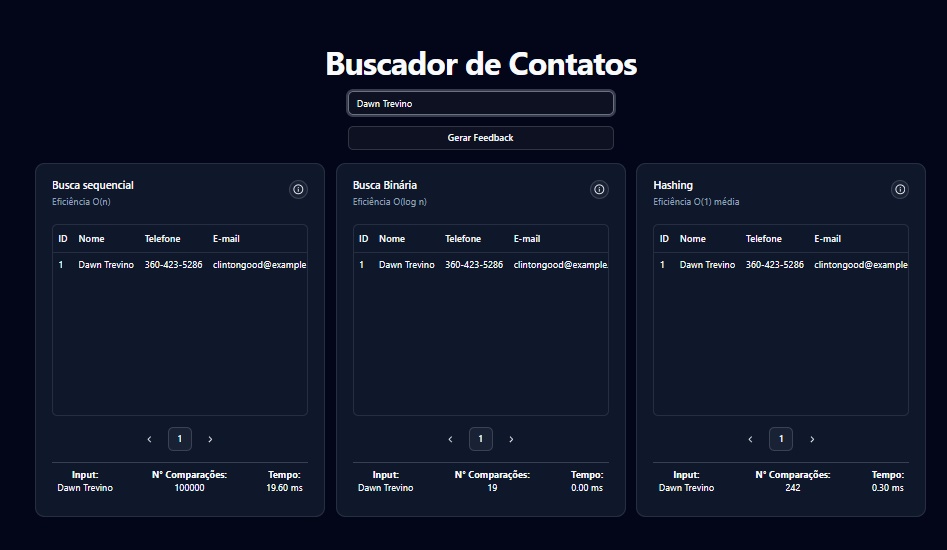 Buscador de Contatos
Dawn Trevino
Gerar Feedback
Busca sequencial
Eficiência O(n)
ID Nome Telefone E-mail
1 Dawn Trevino 360-423-5286 clintongood@example
1
Input: N° Comparações: Tempo:
Dawn Trevino 100000 19.60 ms
Busca Binária
Eficiência O(log n)
ID Nome Telefone E-mail
1 Dawn Trevino 360-423-5286 clintongood@example.
1
Input: N° Comparações: Tempo:
Dawn Trevino 19 0.00 ms
Hashing
Eficiência O(1) média
ID Nome Telefone E-mail
1 Dawn Trevino 360-423-5286 clintongood@example
1
Input: N° Comparações: Tempo:
Dawn Trevino 242 0.30 ms